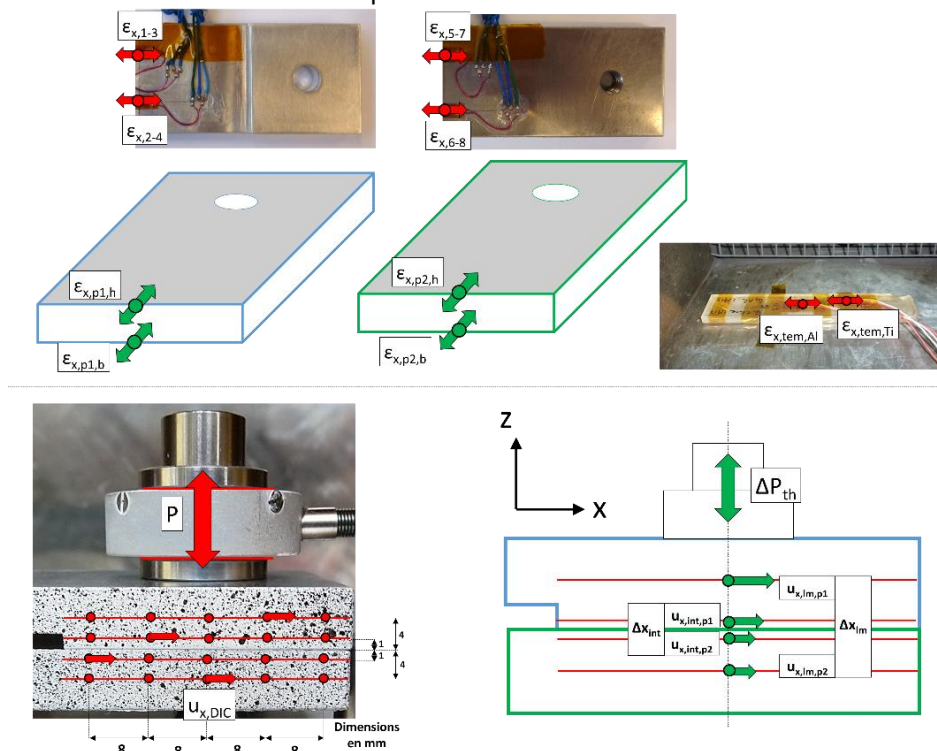 εx,1-3
εx,5-7
εx,2-4
εx,6-8
εx,p1,h
εx,p2,h
εx,p1,b
εx,p2,b
εx,tem,Al
εx,tem,Ti
P
4
1
1
4
ux,DIC
Dimensions
en mm
8 8 8 8
Z
X
ΔPth
ux,lm,p1
ux,int,p1
Δxint
Δxlm
ux,int,p2
ux,lm,p2